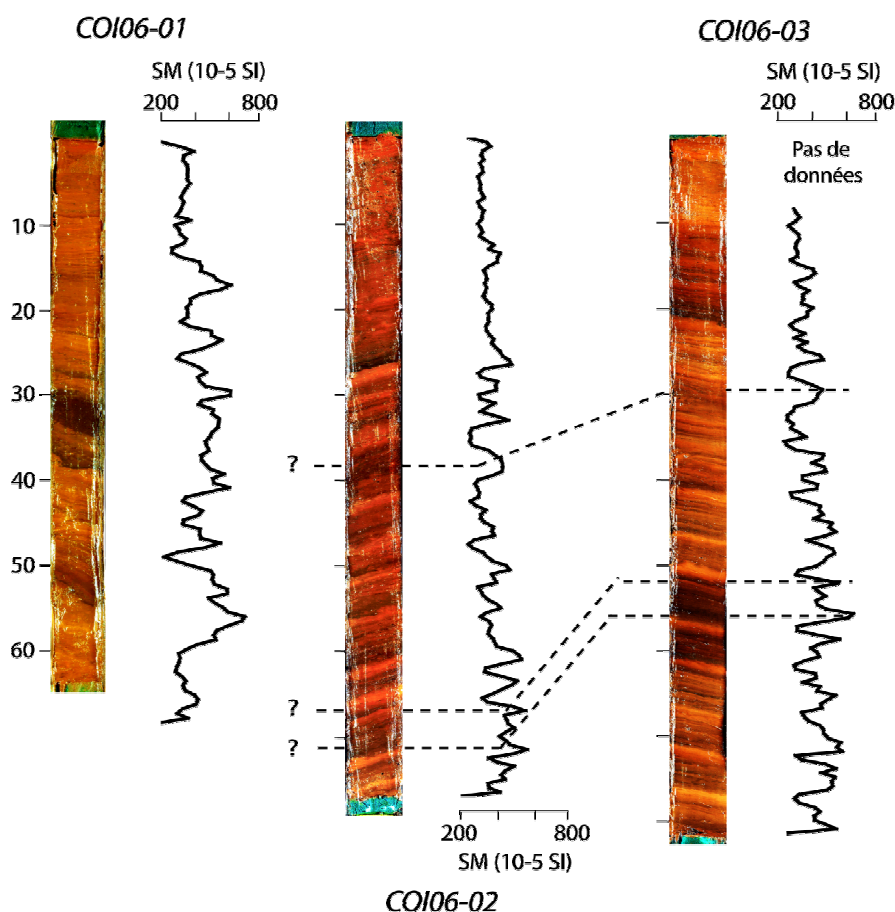 COI06-01
COI06-03
SM (10-5 SI)
SM (10-5 SI)
200 800
200 800
Pas de
données
10
20
30
40
?
50
60
?
?
200 800
SM (10-5 SI)
COI06-02